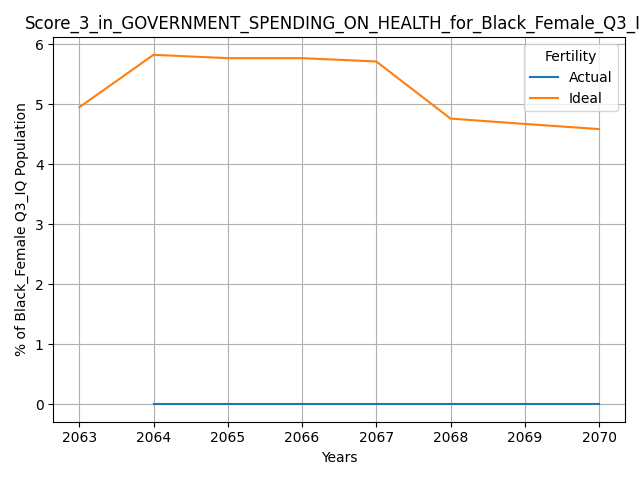 Score_3_in_GOVERNMENT_SPENDING_ON_HEALTH_for_Black_Female_Q3_I
6
5
4
3
2
1
0
% of Black_Female Q3_IQ Population
Fertility
Actual
Ideal
2063 2064 2065 2066 2067 2068 2069 2070
Years